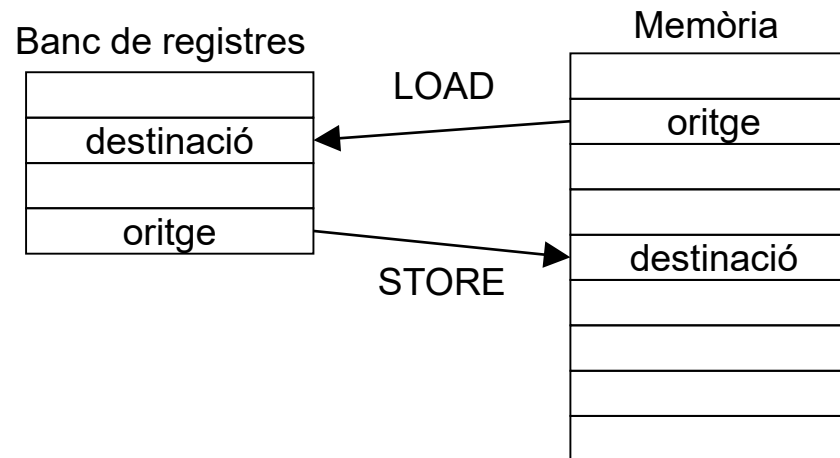 Banc de registres
Memòria
LOAD
oritge
destinació
oritge
destinació
STORE